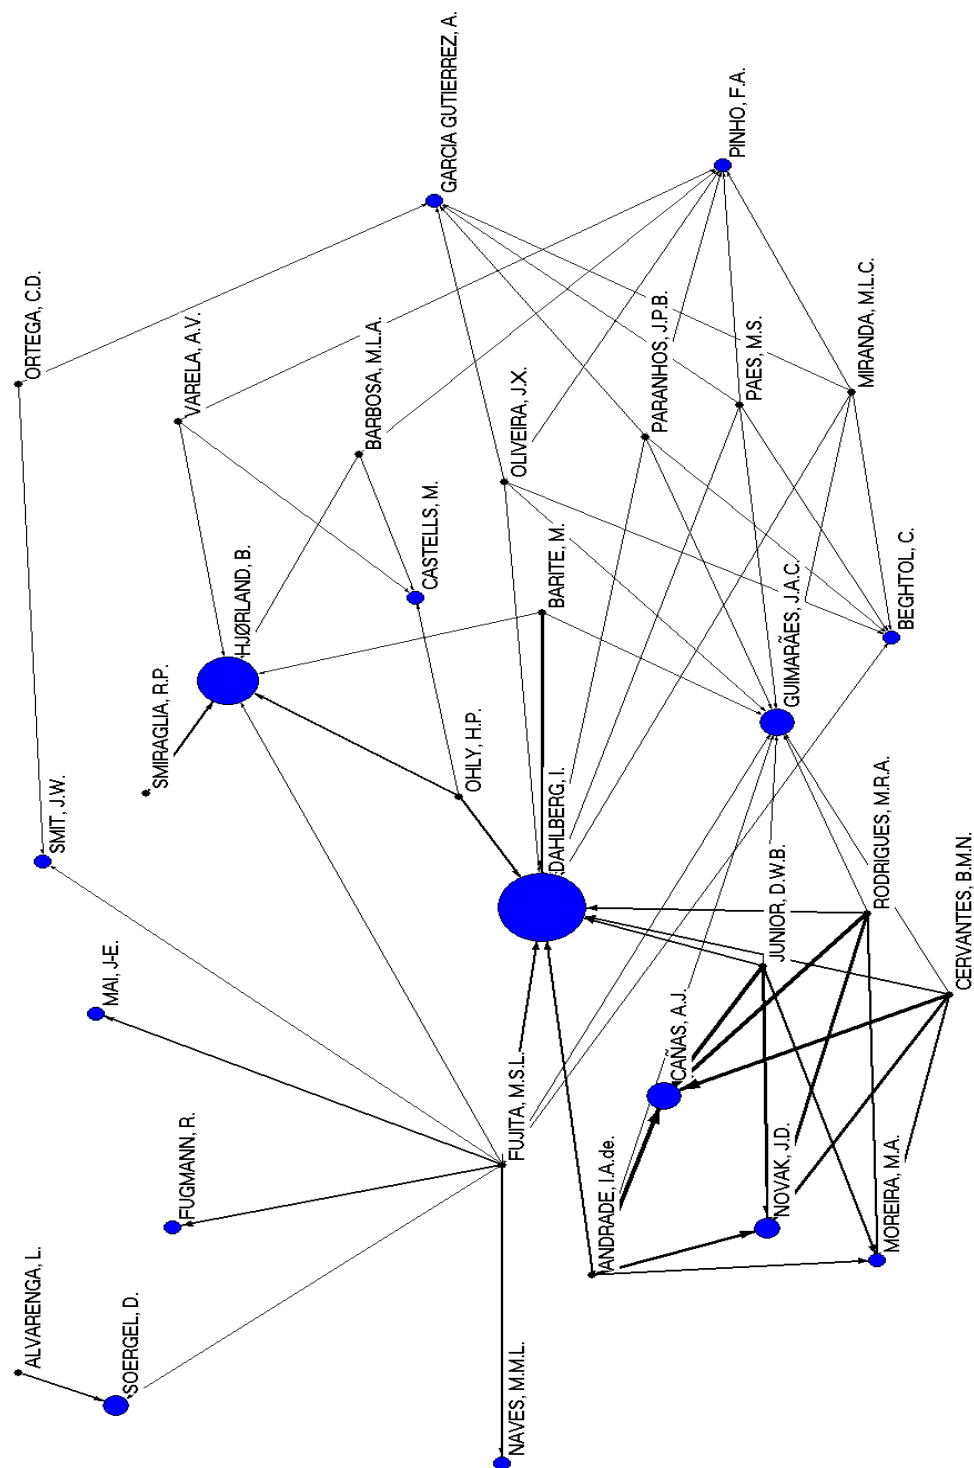 ORTEGA, C.D.
GARCIA GUTIERREZ, A.
PINHO, F.A.
VARELA, A.V.
BARBOSA, M.L.A.
OLIVEIRA, J.X.
PARANHOS, J.P.B.
PAES, M.S.
MIRANDA, M.L.C.
HJØRLAND, B.
CASTELLS, M.
BARITE, M.
GUIMARÃES, J.A.C.
BEGHTOL, C.
SMIRAGLIA, R.P.
SMIT, J.W.
OHLY, H.P.
DAHLBERG, I.
JUNIOR, D.W.B.
RODRIGUES, M.R.A.
CERVANTES, B.M.N.
MAI, J-E.
FUJITA, M.S.L.
CAÑAS, A.J.
FUGMANN, R.
ANDRADE, I.A.de.
NOVAK, J.D.
MOREIRA, M.A.
ALVARENGA, L.
SOERGEL, D.
NAVES, M.M.L.